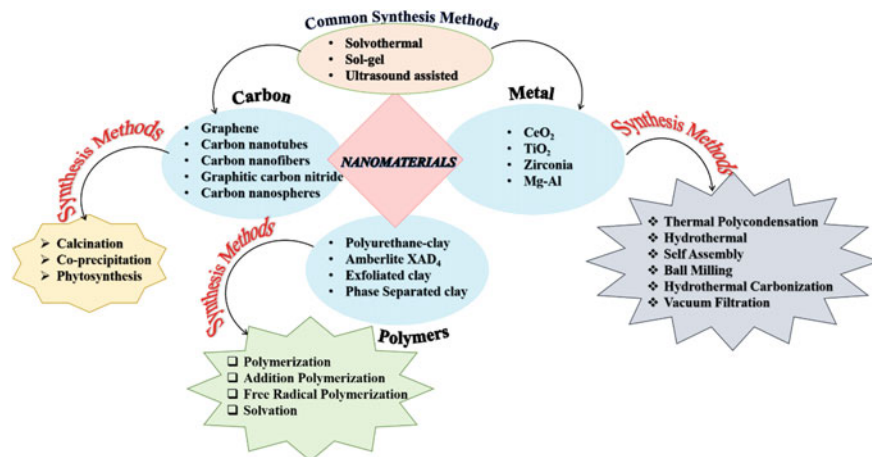 Common Synthesis Methods
• Solvothermal
• Sol-gel
• Ultrasound assisted
Carbon
• Graphene
• Carbon nanotubes
• Carbon nanofibers
• Graphitic carbon nitride
• Carbon nanospheres
NANOMATERIALS
Metal
• CeO₂
• TiO₂
• Zirconia
• Mg-Al
Synthesis Methods
➢ Calcination
➢ Co-precipitation
➢ Phytosynthesis
Synthesis Methods
• Polyurethane-clay
• Amberlite XAD₄
• Exfoliated clay
• Phase Separated clay
Polymers
❑ Polymerization
❑ Addition Polymerization
❑ Free Radical Polymerization
❑ Solvation
Synthesis Methods
❖ Thermal Polycondensation
❖ Hydrothermal
❖ Self Assembly
❖ Ball Milling
❖ Hydrothermal Carbonization
❖ Vacuum Filtration